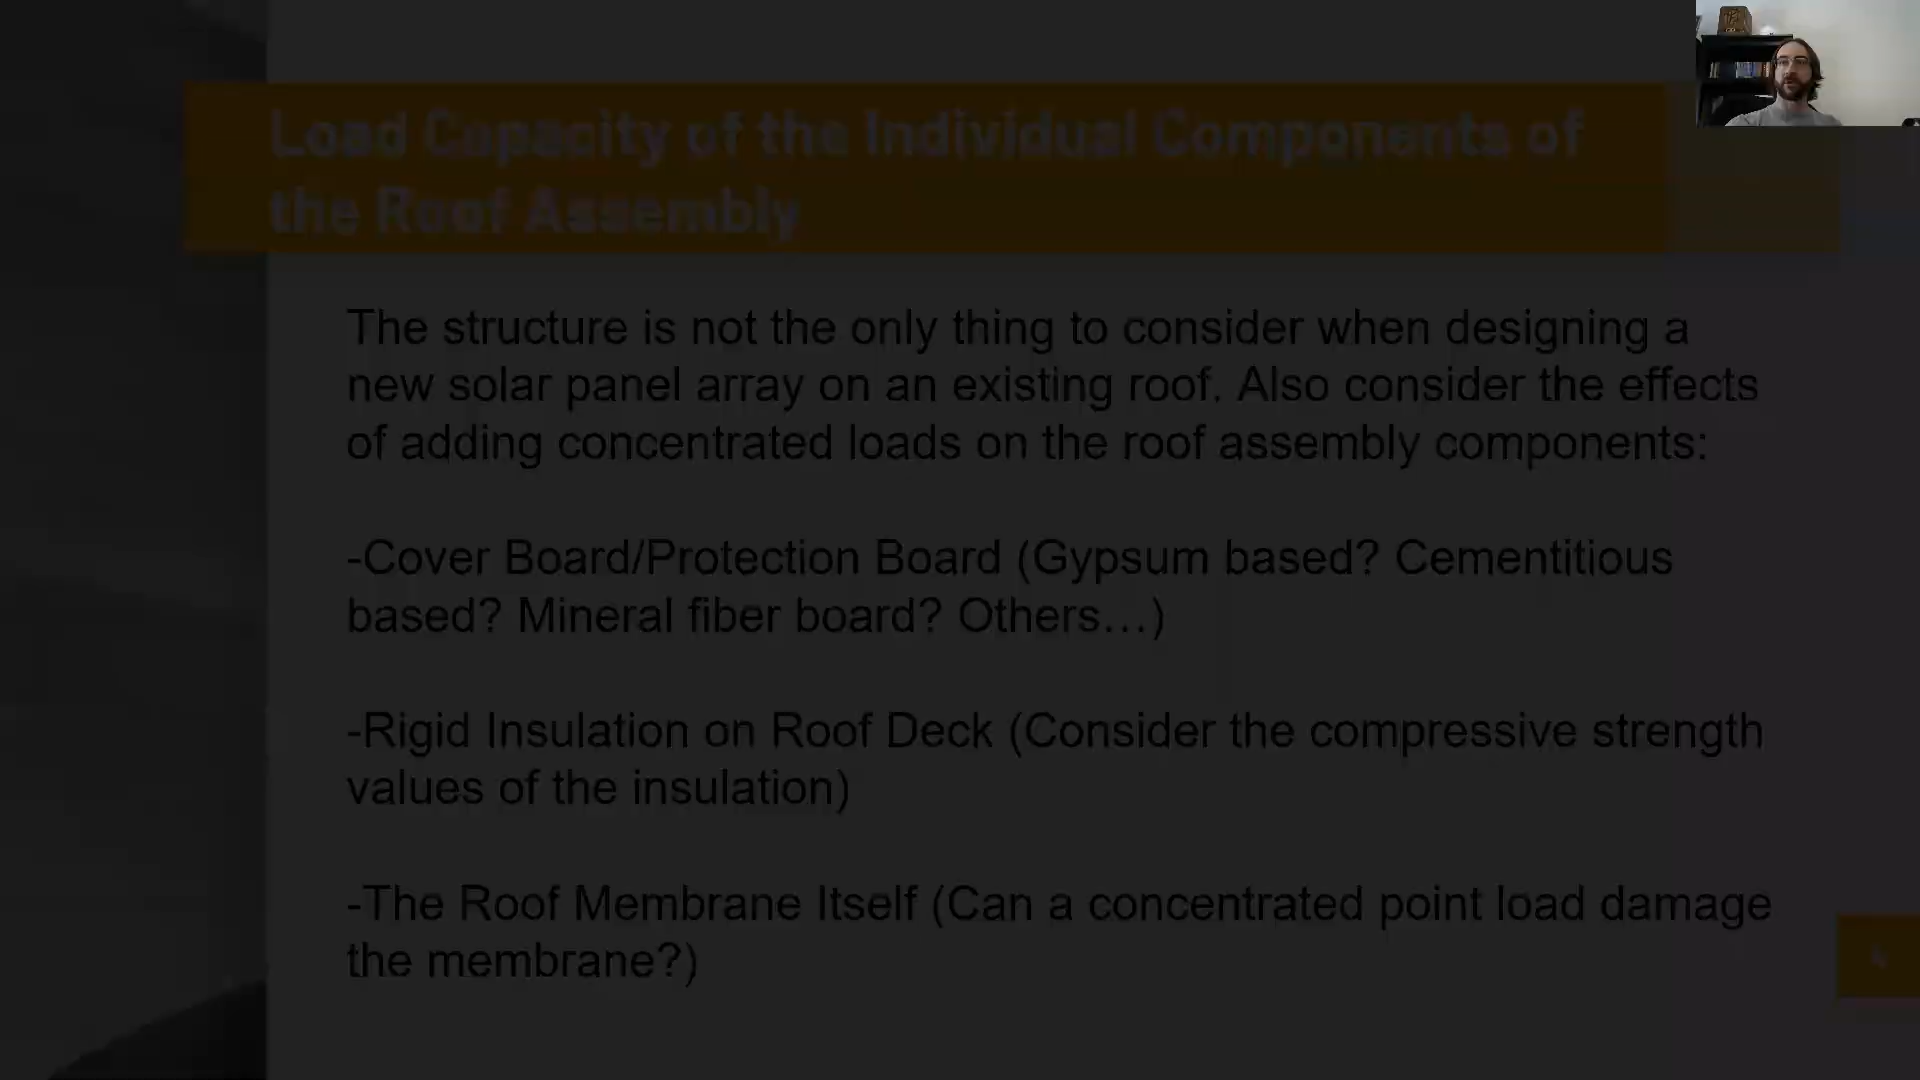 Load Capacity of the Individual Components of
the Roof Assembly
The structure is not the only thing to consider when designing a
new solar panel array on an existing roof. Also consider the effects
of adding concentrated loads on the roof assembly components:
-Cover Board/Protection Board (Gypsum based? Cementitious
based? Mineral fiber board? Others…)
-Rigid Insulation on Roof Deck (Consider the compressive strength
values of the insulation)
-The Roof Membrane Itself (Can a concentrated point load damage
the membrane?)